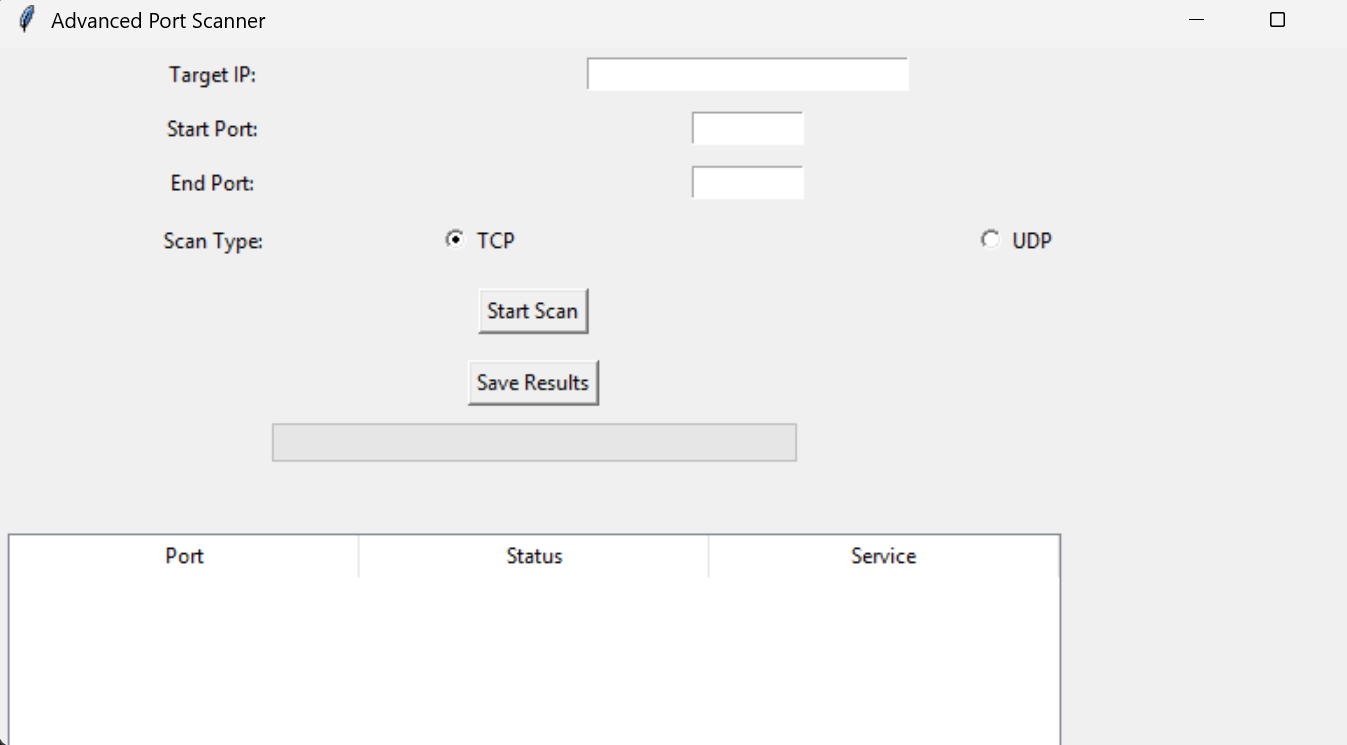 Advanced Port Scanner
Target IP:
Start Port:
End Port:
Scan Type: TCP UDP
Start Scan
Save Results
Port Status Service